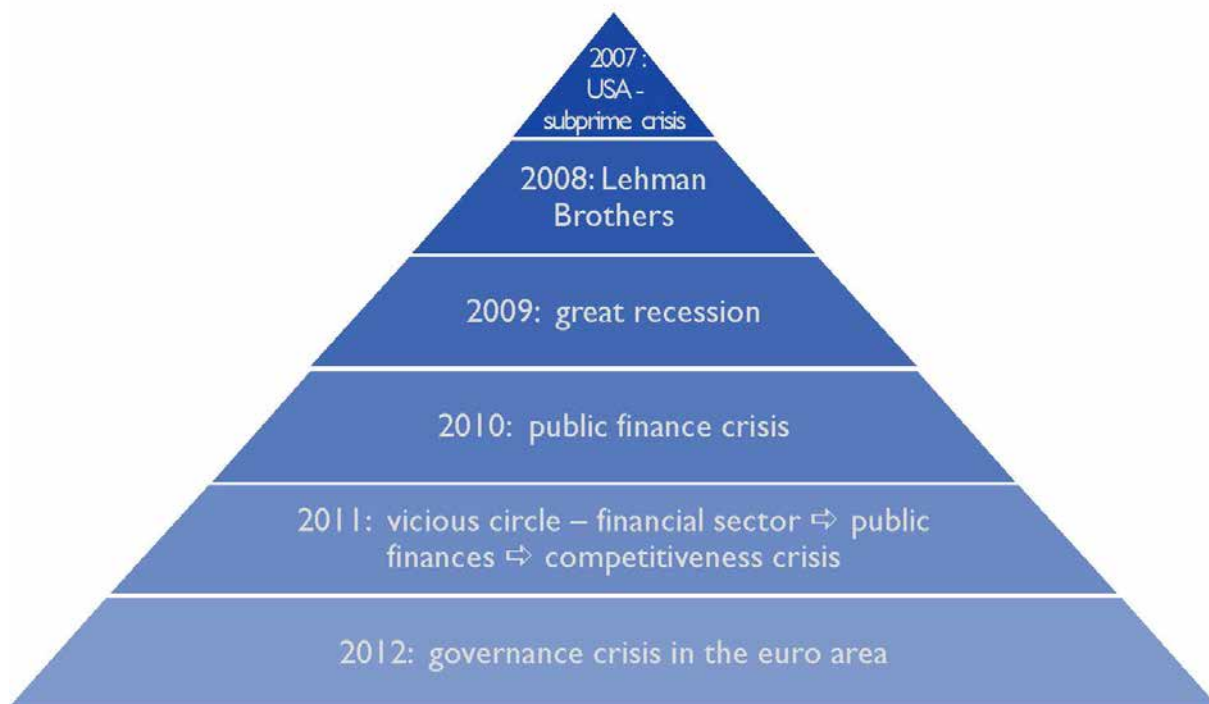 2007 :
USA -
subprime crisis
2008: Lehman
Brothers
2009: great recession
2010: public finance crisis
2011: vicious circle – financial sector ⇨ public
finances ⇨ competitiveness crisis
2012: governance crisis in the euro area